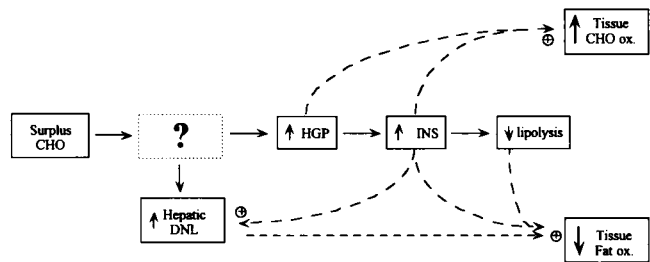 ↑ Tissue
CHO ox.
⊕
Surplus
CHO
?
↑ HGP
↑ INS
↓ lipolysis
↑ Hepatic
DNL
⊕
⊕
↓ Tissue
Fat ox.